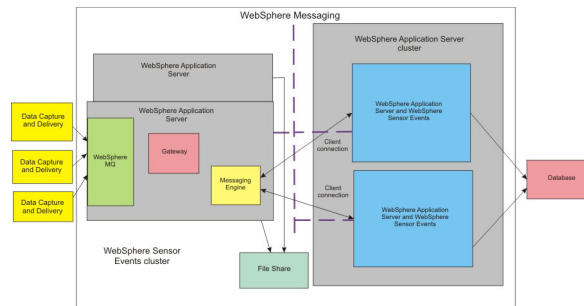 WebSphere Messaging
WebSphere Application
Server
WebSphere Application
Server
Data Capture
and Delivery
Data Capture
and Delivery
Data Capture
and Delivery
WebSphere
MQ
Gateway
Messaging
Engine
WebSphere Sensor
Events cluster
File Share
WebSphere Application Server
cluster
WebSphere Application
Server and WebSphere
Sensor Events
Client
connection
Client
connection
WebSphere Application
Server and WebSphere
Sensor Events
Database